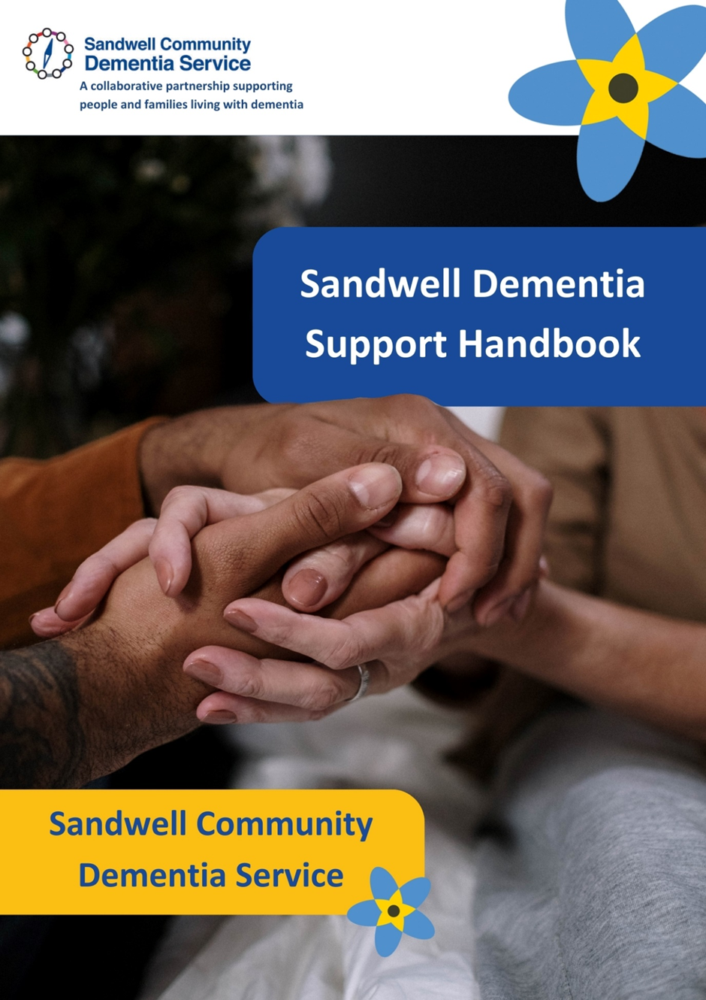 Sandwell Community
Dementia Service
A collaborative partnership supporting
people and families living with dementia
Sandwell Dementia
Support Handbook
Sandwell Community
Dementia Service